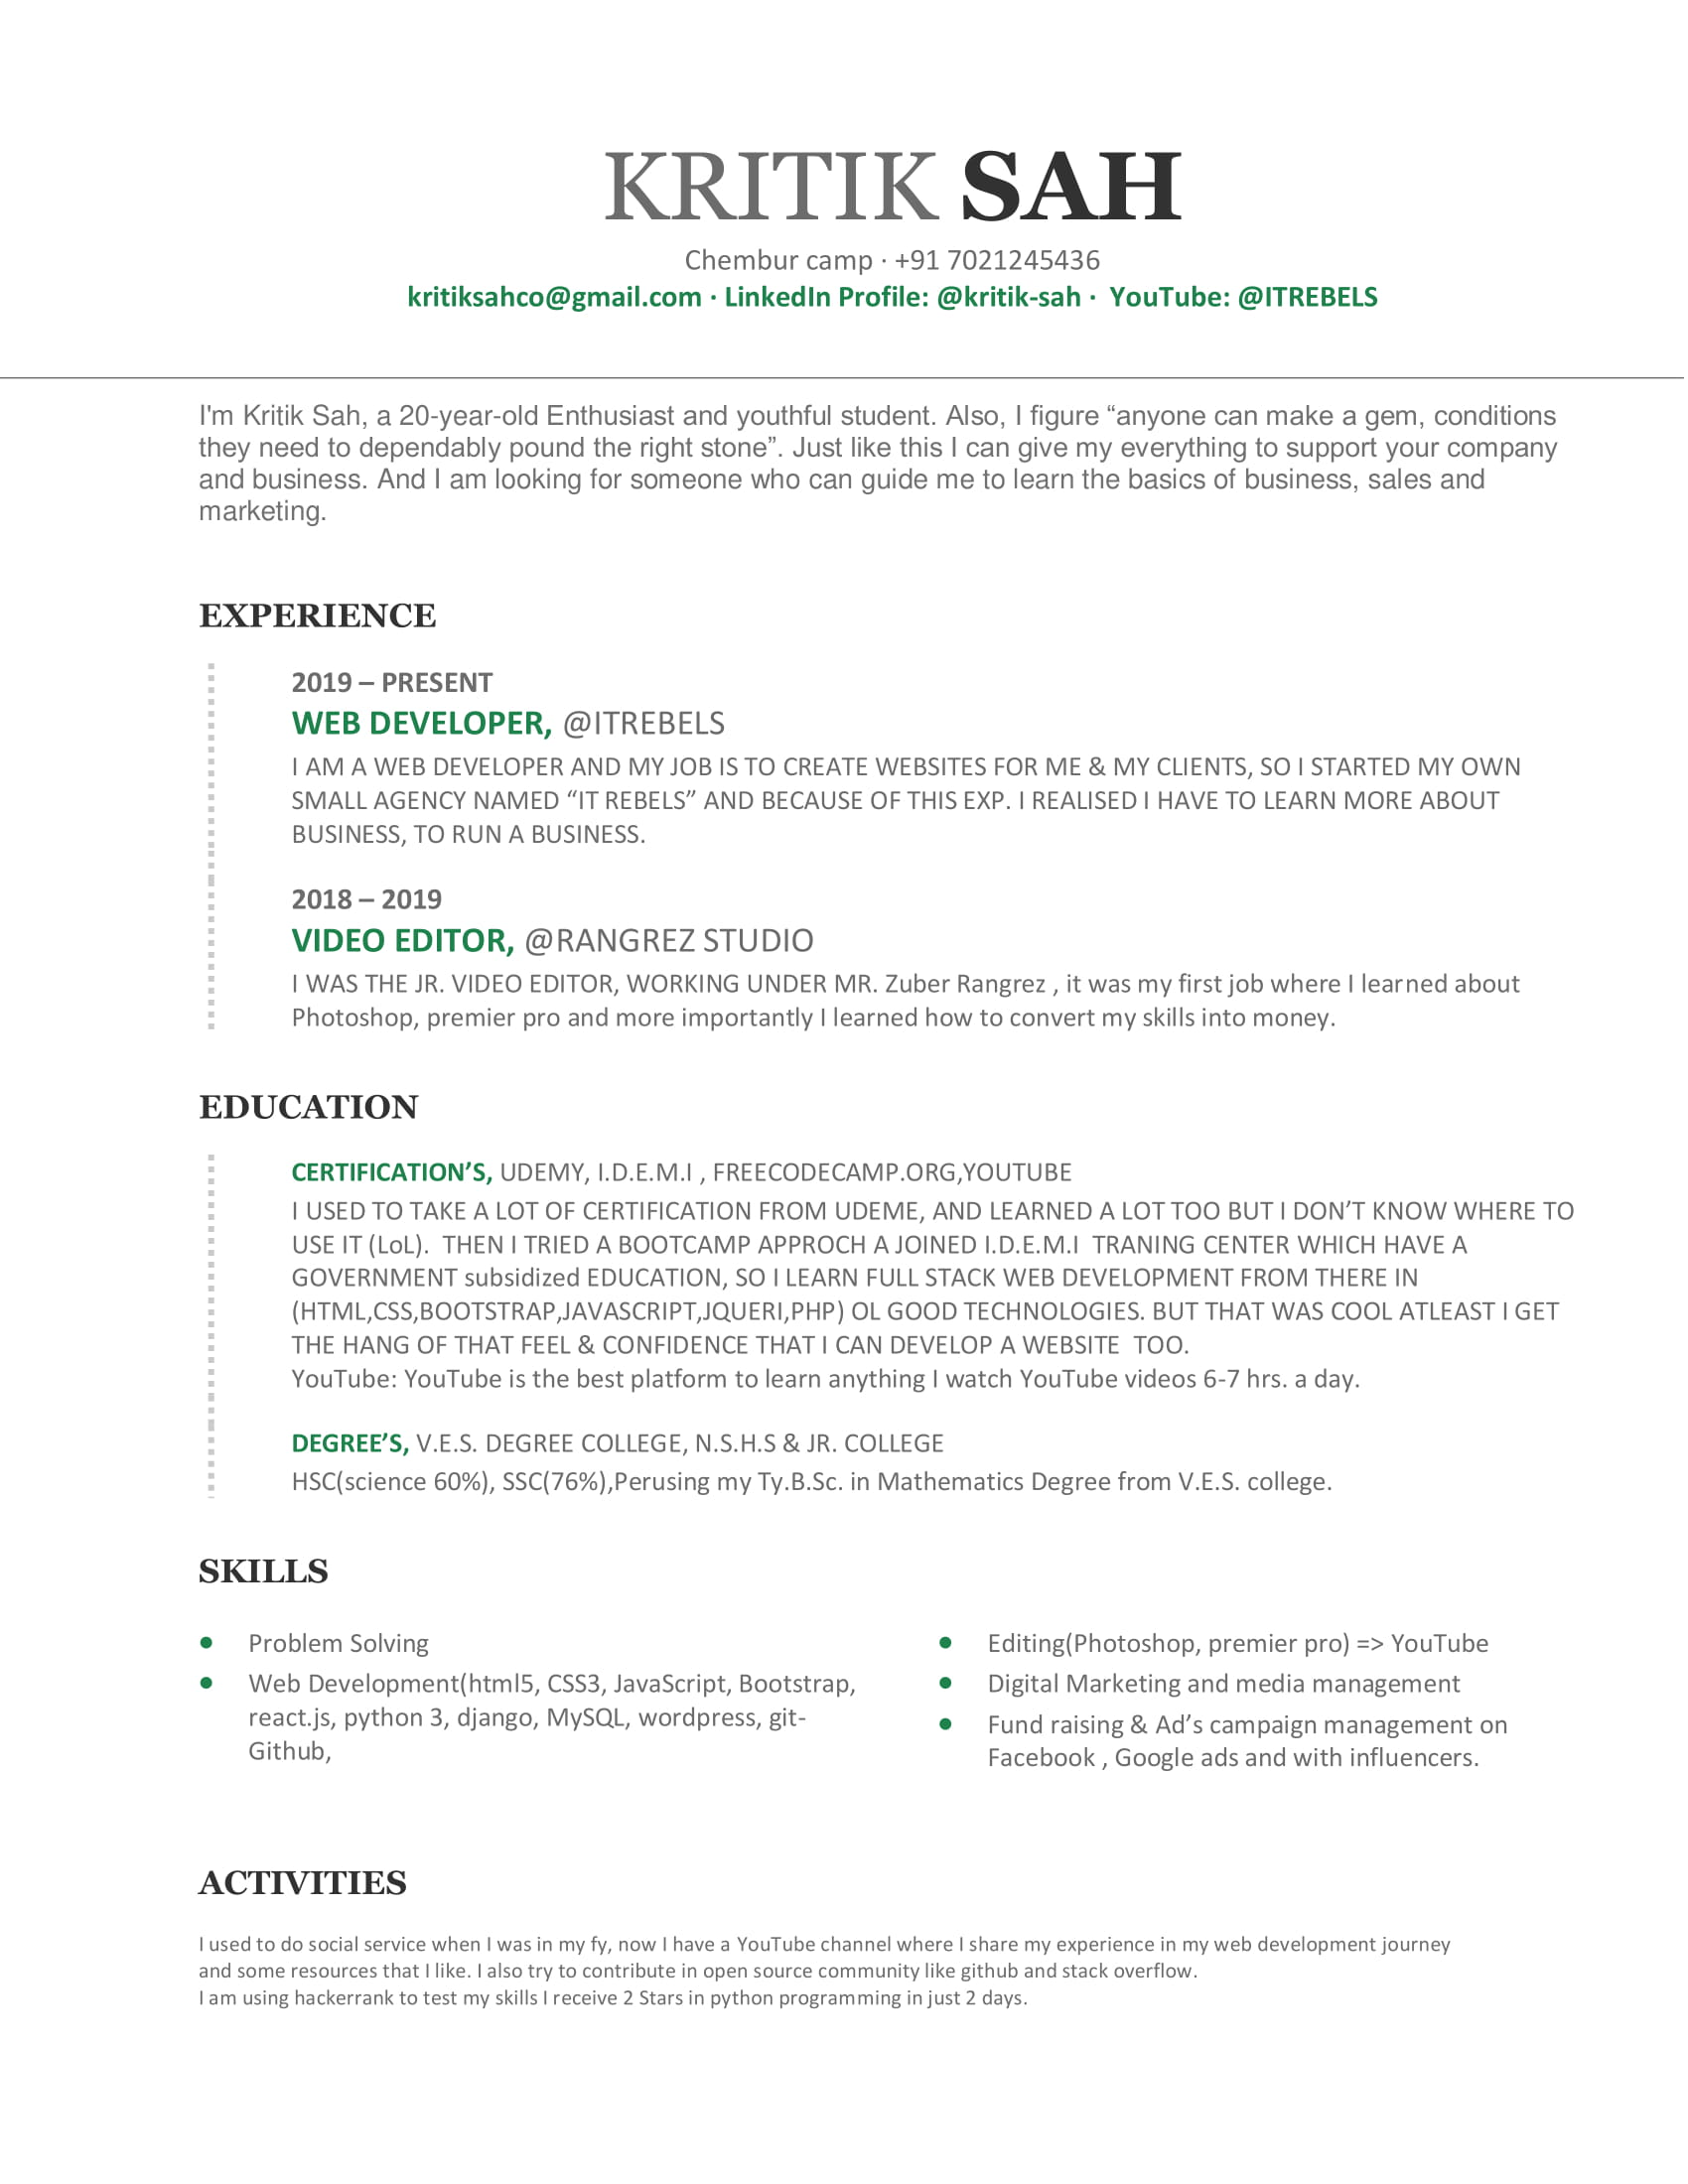 KRITIK SAH
Chembur camp · +91 7021245436
kritiksahco@gmail.com · LinkedIn Profile: @kritik-sah · YouTube: @ITREBELS
I'm Kritik Sah, a 20-year-old Enthusiast and youthful student. Also, I figure “anyone can make a gem, conditions
they need to dependably pound the right stone”. Just like this I can give my everything to support your company
and business. And I am looking for someone who can guide me to learn the basics of business, sales and
marketing.
EXPERIENCE
2019 – PRESENT
WEB DEVELOPER, @ITREBELS
I AM A WEB DEVELOPER AND MY JOB IS TO CREATE WEBSITES FOR ME & MY CLIENTS, SO I STARTED MY OWN
SMALL AGENCY NAMED “IT REBELS” AND BECAUSE OF THIS EXP. I REALISED I HAVE TO LEARN MORE ABOUT
BUSINESS, TO RUN A BUSINESS.
2018 – 2019
VIDEO EDITOR, @RANGREZ STUDIO
I WAS THE JR. VIDEO EDITOR, WORKING UNDER MR. Zuber Rangrez , it was my first job where I learned about
Photoshop, premier pro and more importantly I learned how to convert my skills into money.
EDUCATION
CERTIFICATION’S, UDEMY, I.D.E.M.I , FREECODECAMP.ORG,YOUTUBE
I USED TO TAKE A LOT OF CERTIFICATION FROM UDEME, AND LEARNED A LOT TOO BUT I DON’T KNOW WHERE TO
USE IT (LoL). THEN I TRIED A BOOTCAMP APPROCH A JOINED I.D.E.M.I TRANING CENTER WHICH HAVE A
GOVERNMENT subsidized EDUCATION, SO I LEARN FULL STACK WEB DEVELOPMENT FROM THERE IN
(HTML,CSS,BOOTSTRAP,JAVASCRIPT,JQUERI,PHP) OL GOOD TECHNOLOGIES. BUT THAT WAS COOL ATLEAST I GET
THE HANG OF THAT FEEL & CONFIDENCE THAT I CAN DEVELOP A WEBSITE TOO.
YouTube: YouTube is the best platform to learn anything I watch YouTube videos 6-7 hrs. a day.
DEGREE’S, V.E.S. DEGREE COLLEGE, N.S.H.S & JR. COLLEGE
HSC(science 60%), SSC(76%),Perusing my Ty.B.Sc. in Mathematics Degree from V.E.S. college.
SKILLS
Problem Solving
Web Development(html5, CSS3, JavaScript, Bootstrap,
react.js, python 3, django, MySQL, wordpress, git-
Github,
Editing(Photoshop, premier pro) => YouTube
Digital Marketing and media management
Fund raising & Ad’s campaign management on
Facebook , Google ads and with influencers.
ACTIVITIES
I used to do social service when I was in my fy, now I have a YouTube channel where I share my experience in my web development journey
and some resources that I like. I also try to contribute in open source community like github and stack overflow.
I am using hackerrank to test my skills I receive 2 Stars in python programming in just 2 days.